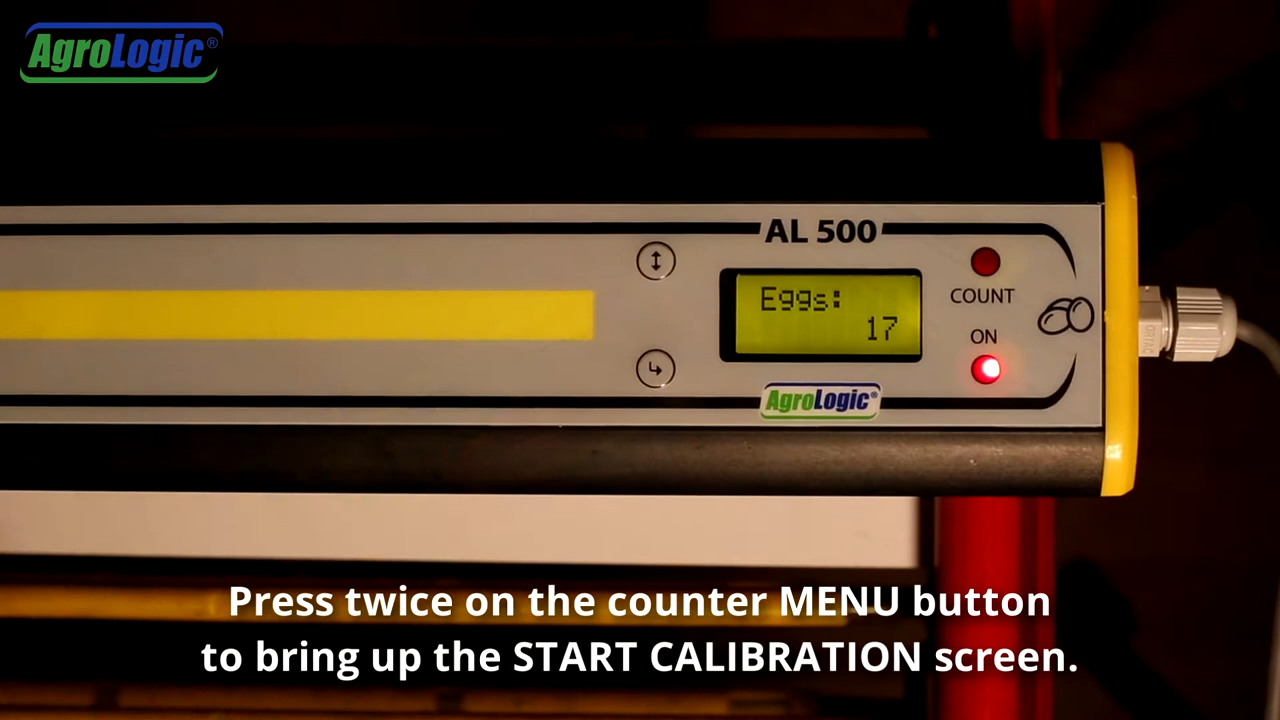 AgroLogic®
AL 500
Eggs:
17
COUNT
ON
AgroLogic®
Press twice on the counter MENU button
to bring up the START CALIBRATION screen.